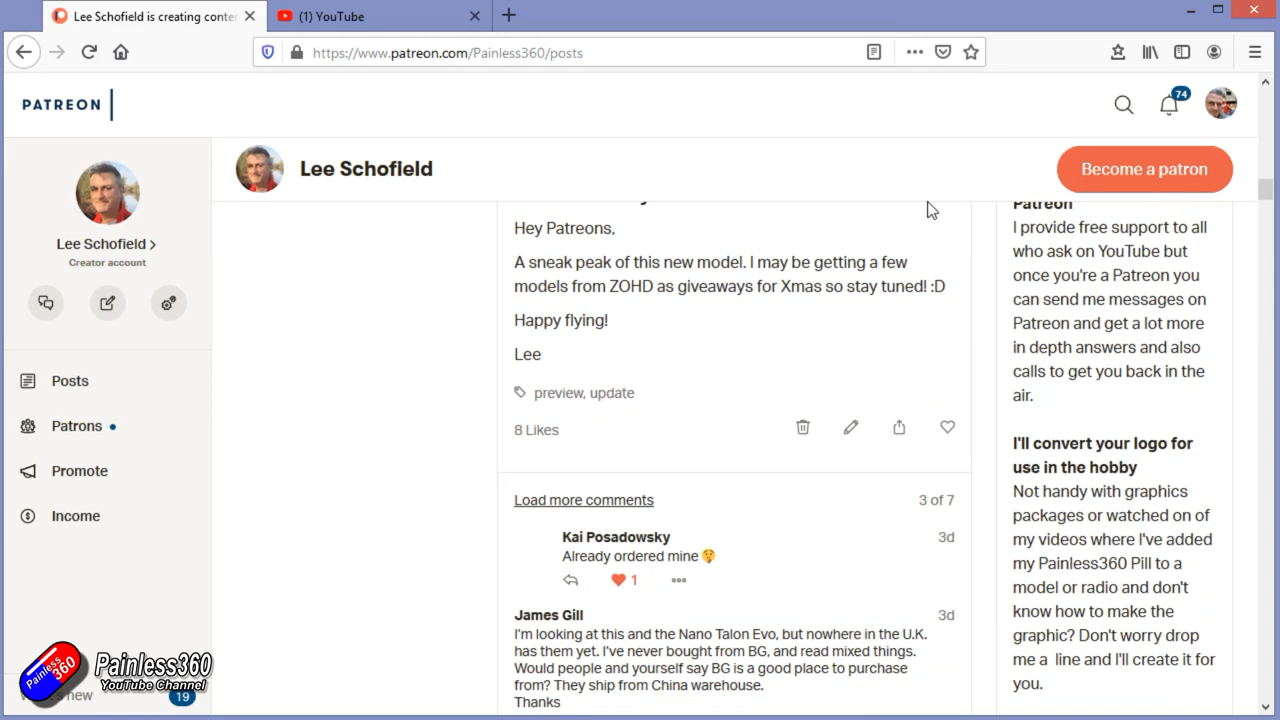 Lee Schofield is creating conten
(1) YouTube
https://www.patreon.com/Painless360/posts
PATREON
74
Lee Schofield
Become a patron
Lee Schofield
Creator account
Posts
Patrons
Promote
Income
19
Hey Patreons,
A sneak peak of this new model. I may be getting a few
models from ZOHD as giveaways for Xmas so stay tuned! :D
Happy flying!
Lee
preview, update
8 Likes
Load more comments
3 of 7
Kai Posadowsky
3d
Already ordered mine 🤫
1
James Gill
3d
I'm looking at this and the Nano Talon Evo, but nowhere in the U.K.
has them yet. I've never bought from BG, and read mixed things.
Would people and yourself say BG is good place to purchase
from? They ship from China warehouse.
Thanks
Patreon
I provide free support to all
who ask on YouTube but
once you're a Patreon you
can send me messages on
Patreon and get a lot more
in depth answers and also
calls to get you back in the
air.
I'll convert your logo for
use in the hobby
Not handy with graphics
packages or watched on of
my videos where I've added
my Painless360 Pill to a
model or radio and don't
know how to make the
graphic? Don't worry drop
me a line and I'll create it for
you.
Painless
360
Painless360
YouTube Channel
new